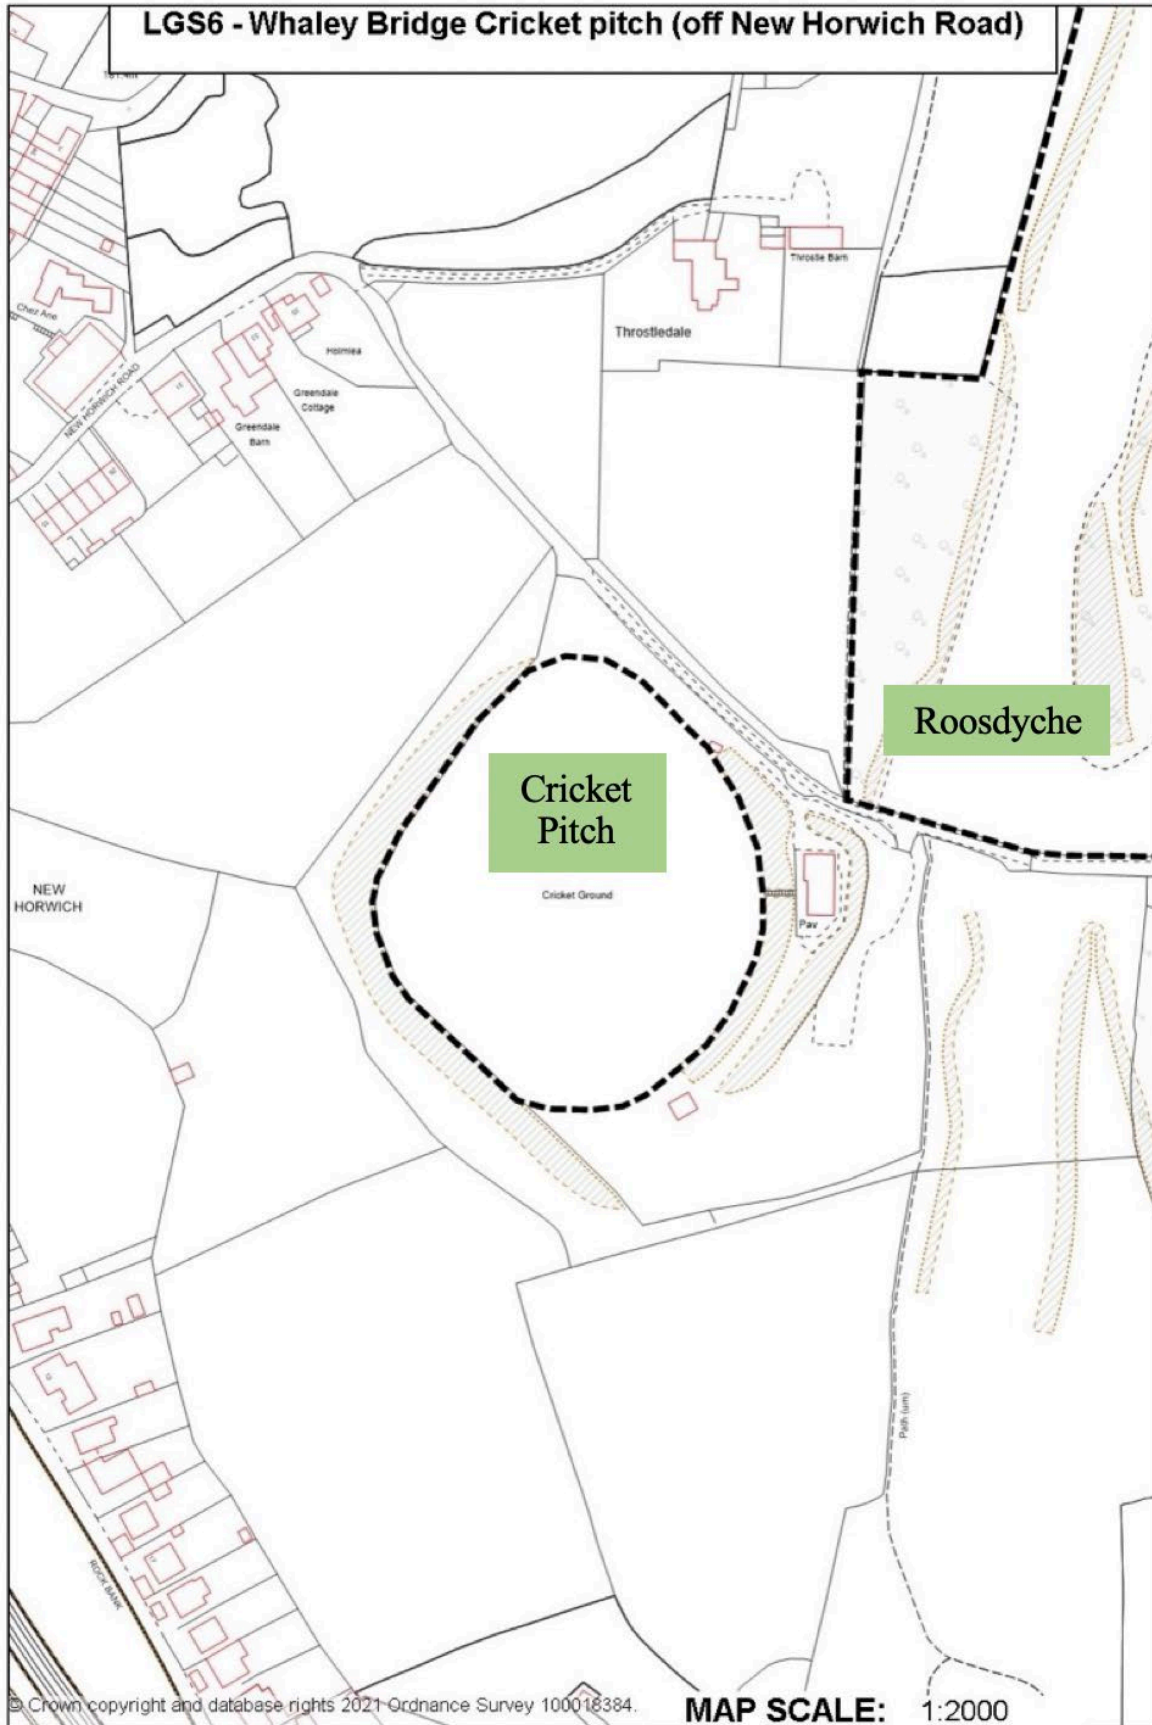 LGS6 - Whaley Bridge Cricket pitch (off New Horwich Road)
Throstle Barn
Throstledale
Chez Ane
Holmlea
NEW HORWICH ROAD
Greendale
Cottage
Greendale
Barn
Roosdyche
Cricket
Pitch
Cricket Ground
NEW
HORWICH
Pav
Path (um)
ROCK BANK
© Crown copyright and database rights 2021 Ordnance Survey 100018384.
MAP SCALE: 1:2000